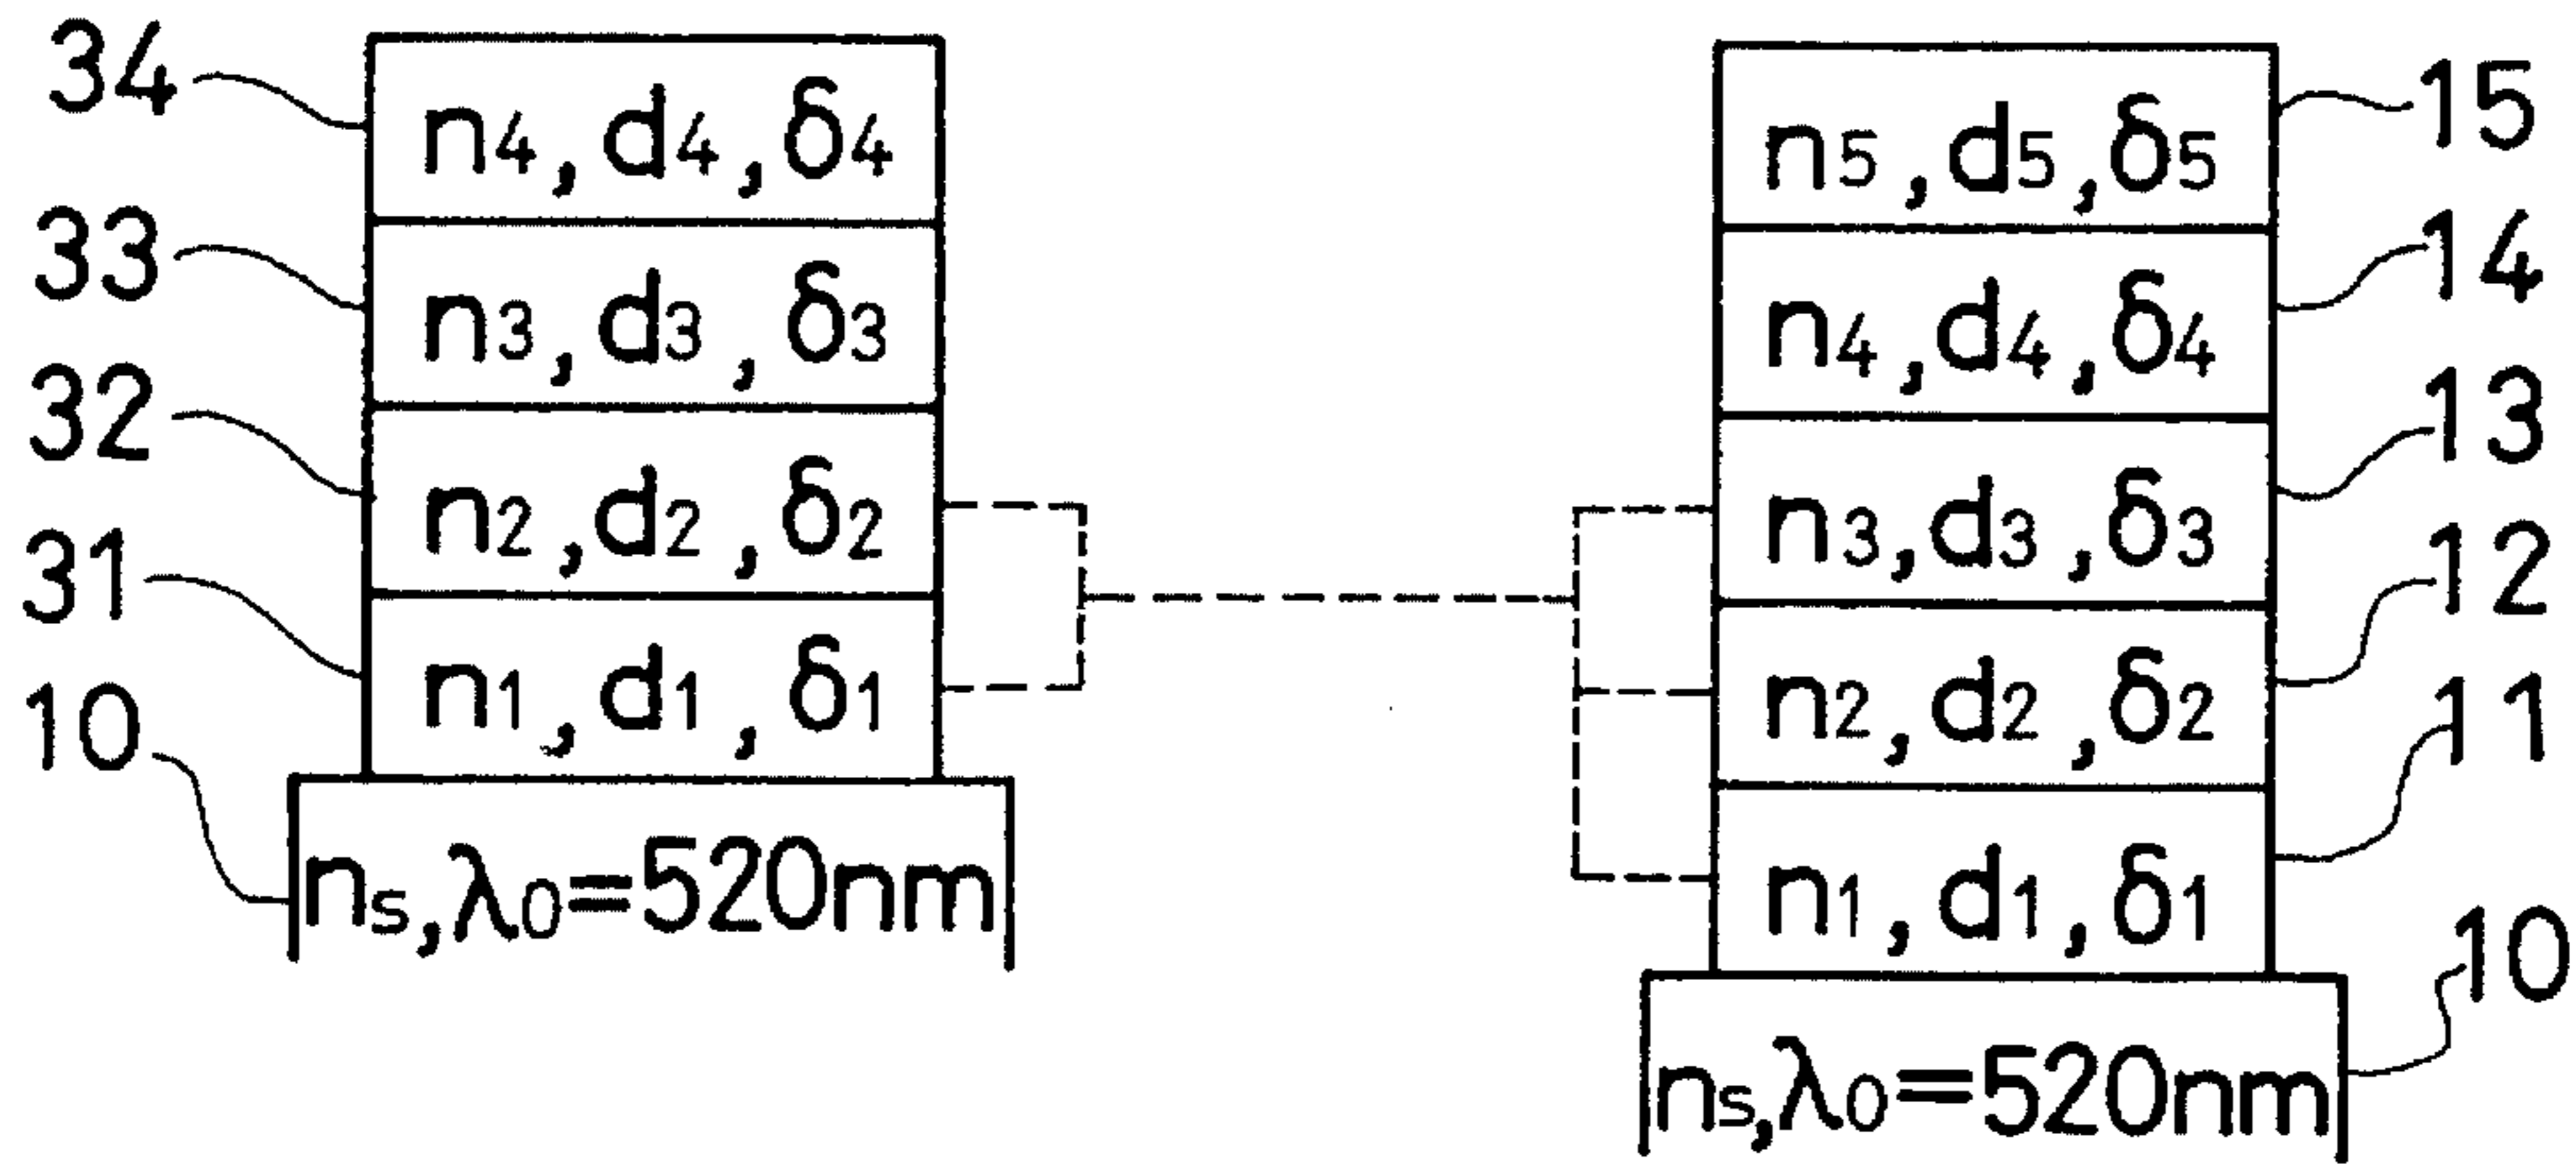 34
n4, d4, δ4
33
n3, d3, δ3
32
n2, d2, δ2
31
n1, d1, δ1
10
ns, λ0=520nm
n5, d5, δ5
15
n4, d4, δ4
14
n3, d3, δ3
13
n2, d2, δ2
12
n1, d1, δ1
11
ns, λ0=520nm
10